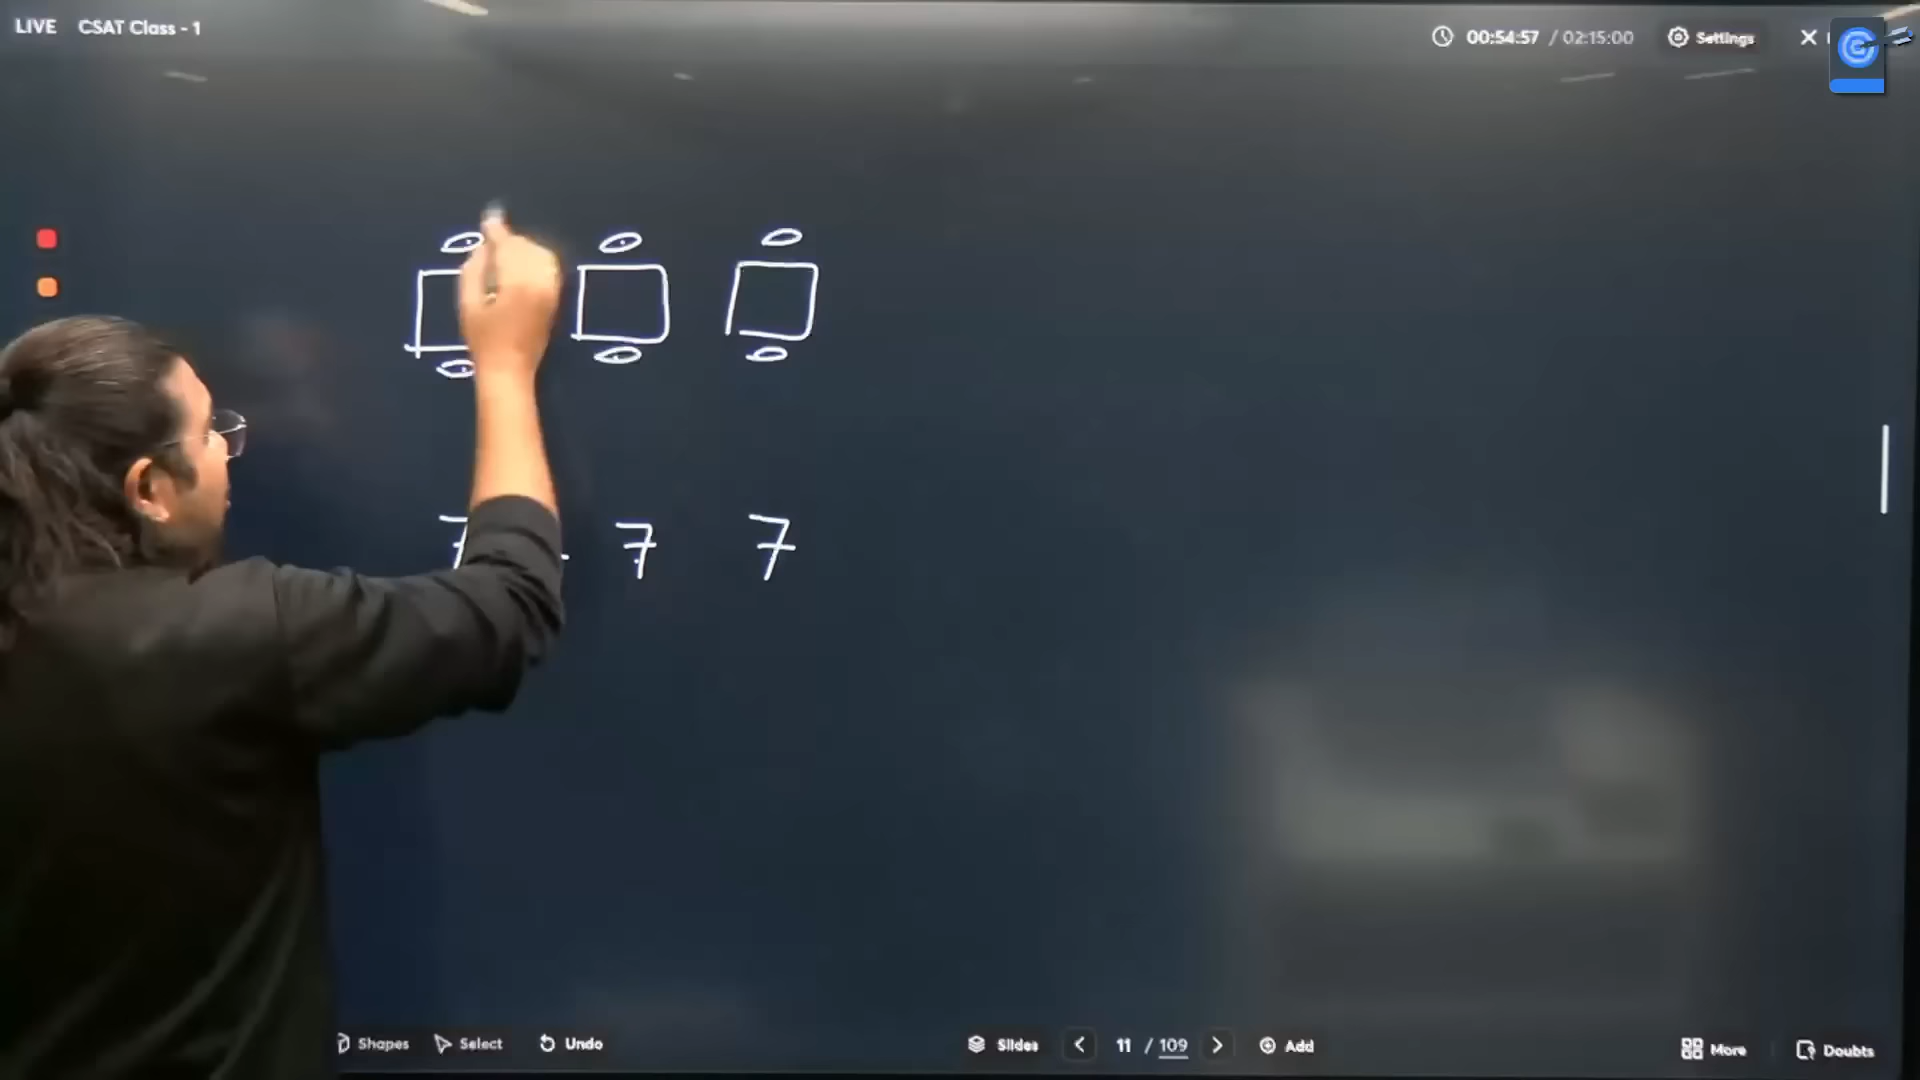 LIVE CSAT Class - 1
00:54:57 / 02:15:00 Settings
7 7 7
Shapes Select Undo Slides 11 / 109 Add More Doubts